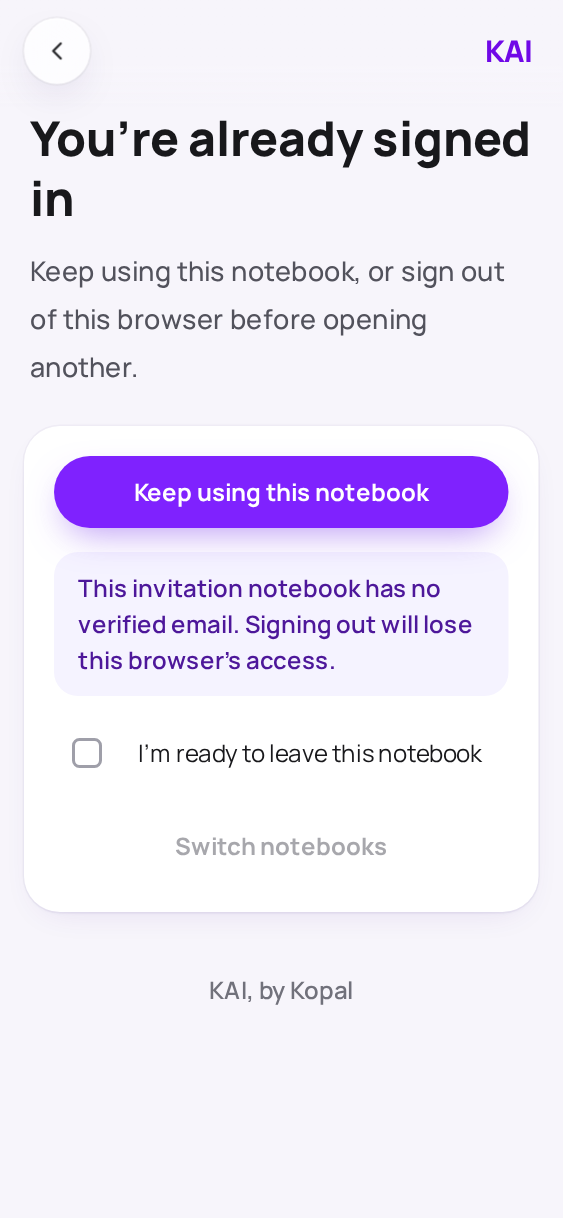 KAI
You’re already signed
in
Keep using this notebook, or sign out
of this browser before opening
another.
Keep using this notebook
This invitation notebook has no
verified email. Signing out will lose
this browser’s access.
I’m ready to leave this notebook
Switch notebooks
KAI, by Kopal